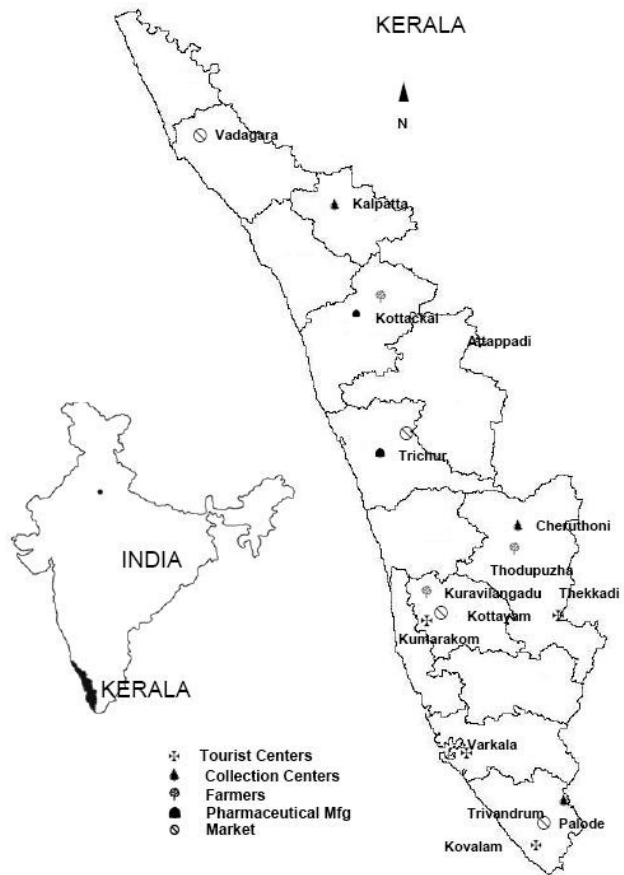 KERALA
N
Vadagara
Kalpatta
Kottackal
Attappadi
Trichur
Cheruthoni
INDIA
Thodupuzha
Kuravilangadu Thekkadi
Kottayam
Kumarakom
KERALA
Varkala
Tourist Centers
Collection Centers
Farmers
Pharmaceutical Mfg
Market
Trivandrum
Palode
Kovalam